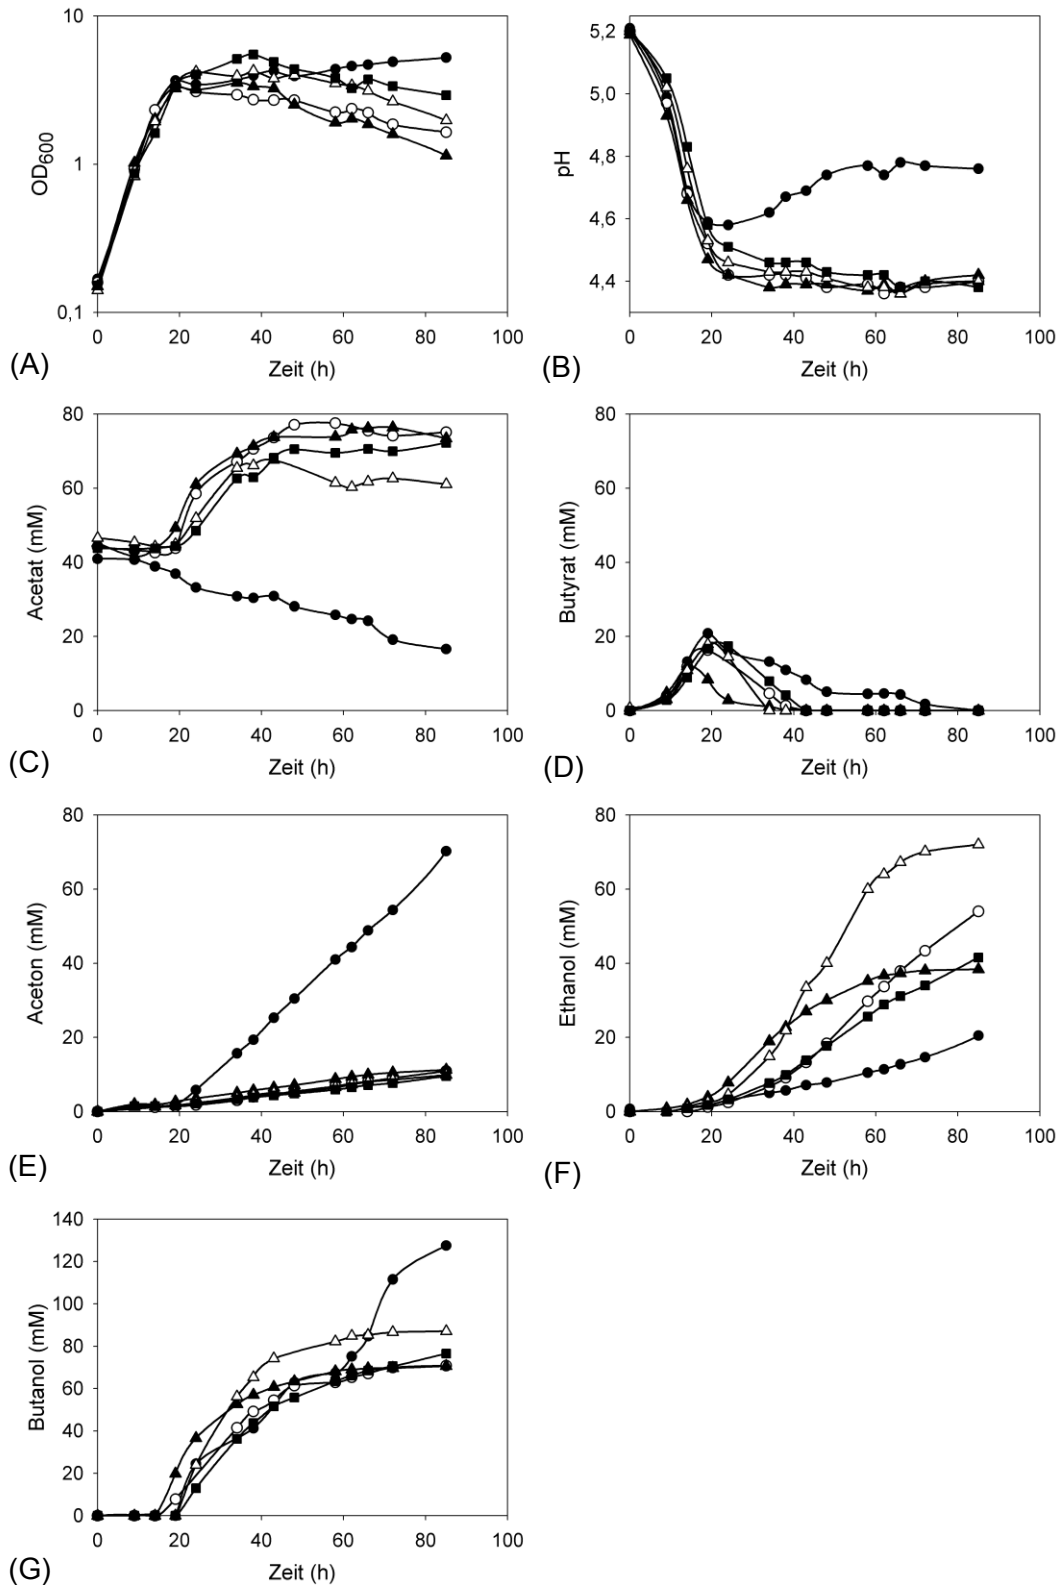 10
1
0,1
OD600
0 20 40 60 80 100
Zeit (h)
(A)
5,2
5,0
4,8
4,6
4,4
pH
0 20 40 60 80 100
Zeit (h)
(B)
80
60
40
20
0
Acetat (mM)
0 20 40 60 80 100
Zeit (h)
(C)
80
60
40
20
0
Butyrat (mM)
0 20 40 60 80 100
Zeit (h)
(D)
80
60
40
20
0
Aceton (mM)
0 20 40 60 80 100
Zeit (h)
(E)
80
60
40
20
0
Ethanol (mM)
0 20 40 60 80 100
Zeit (h)
(F)
140
120
100
80
60
40
20
0
Butanol (mM)
0 20 40 60 80 100
Zeit (h)
(G)